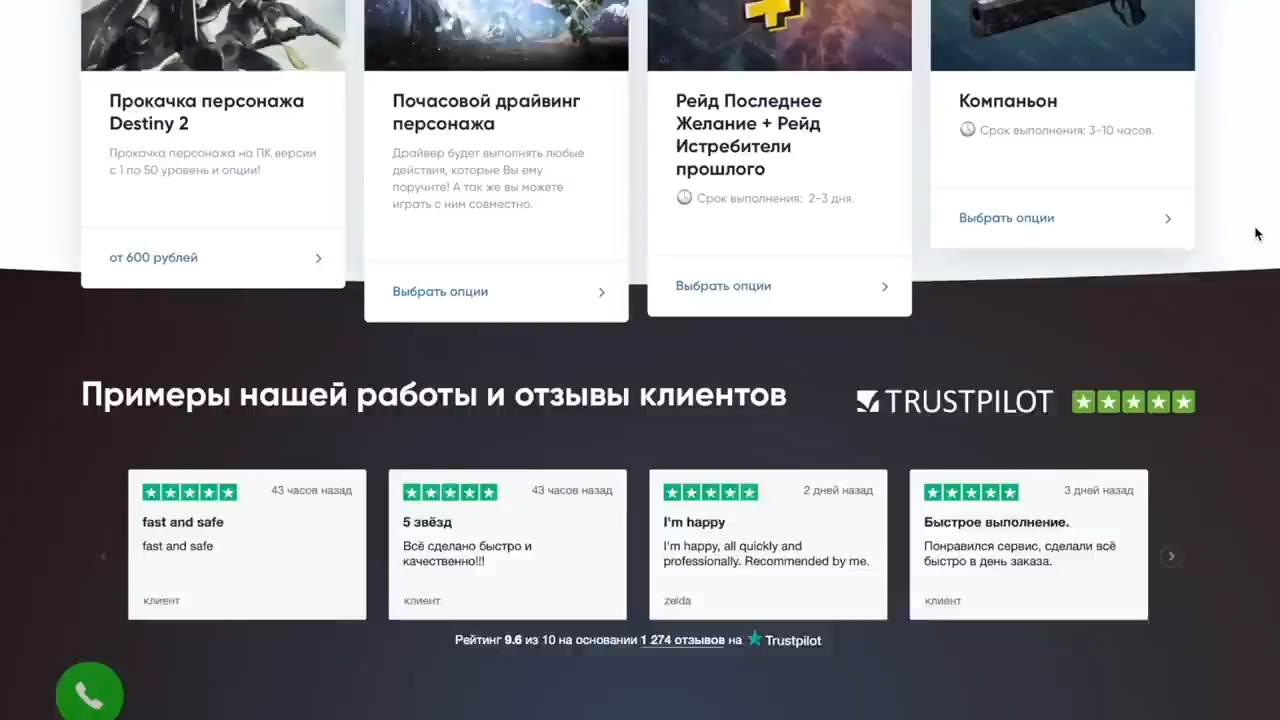 Прокачка персонажа
Destiny 2
Прокачка персонажа на ПК версии
с 1 по 50 уровень и опции!
от 600 рублей
Почасовой драйвинг
персонажа
Драйвер будет выполнять любые
действия, которые Вы ему
поручите! А так же вы можете
играть с ним совместно.
Выбрать опции
Рейд Последнее
Желание + Рейд
Истребители
прошлого
Срок выполнения: 2-3 дня.
Выбрать опции
Компаньон
Срок выполнения: 3-10 часов.
Выбрать опции
Примеры нашей работы и отзывы клиентов
TRUSTPILOT
43 часов назад
fast and safe
fast and safe
клиент
43 часов назад
5 звёзд
Всё сделано быстро и
качественно!!!
клиент
2 дней назад
I'm happy
I'm happy, all quickly and
professionally. Recommended by me.
zelda
3 дней назад
Быстрое выполнение.
Понравился сервис, сделали всё
быстро в день заказа.
клиент
Рейтинг 9.6 из 10 на основании 1 274 отзывов на Trustpilot